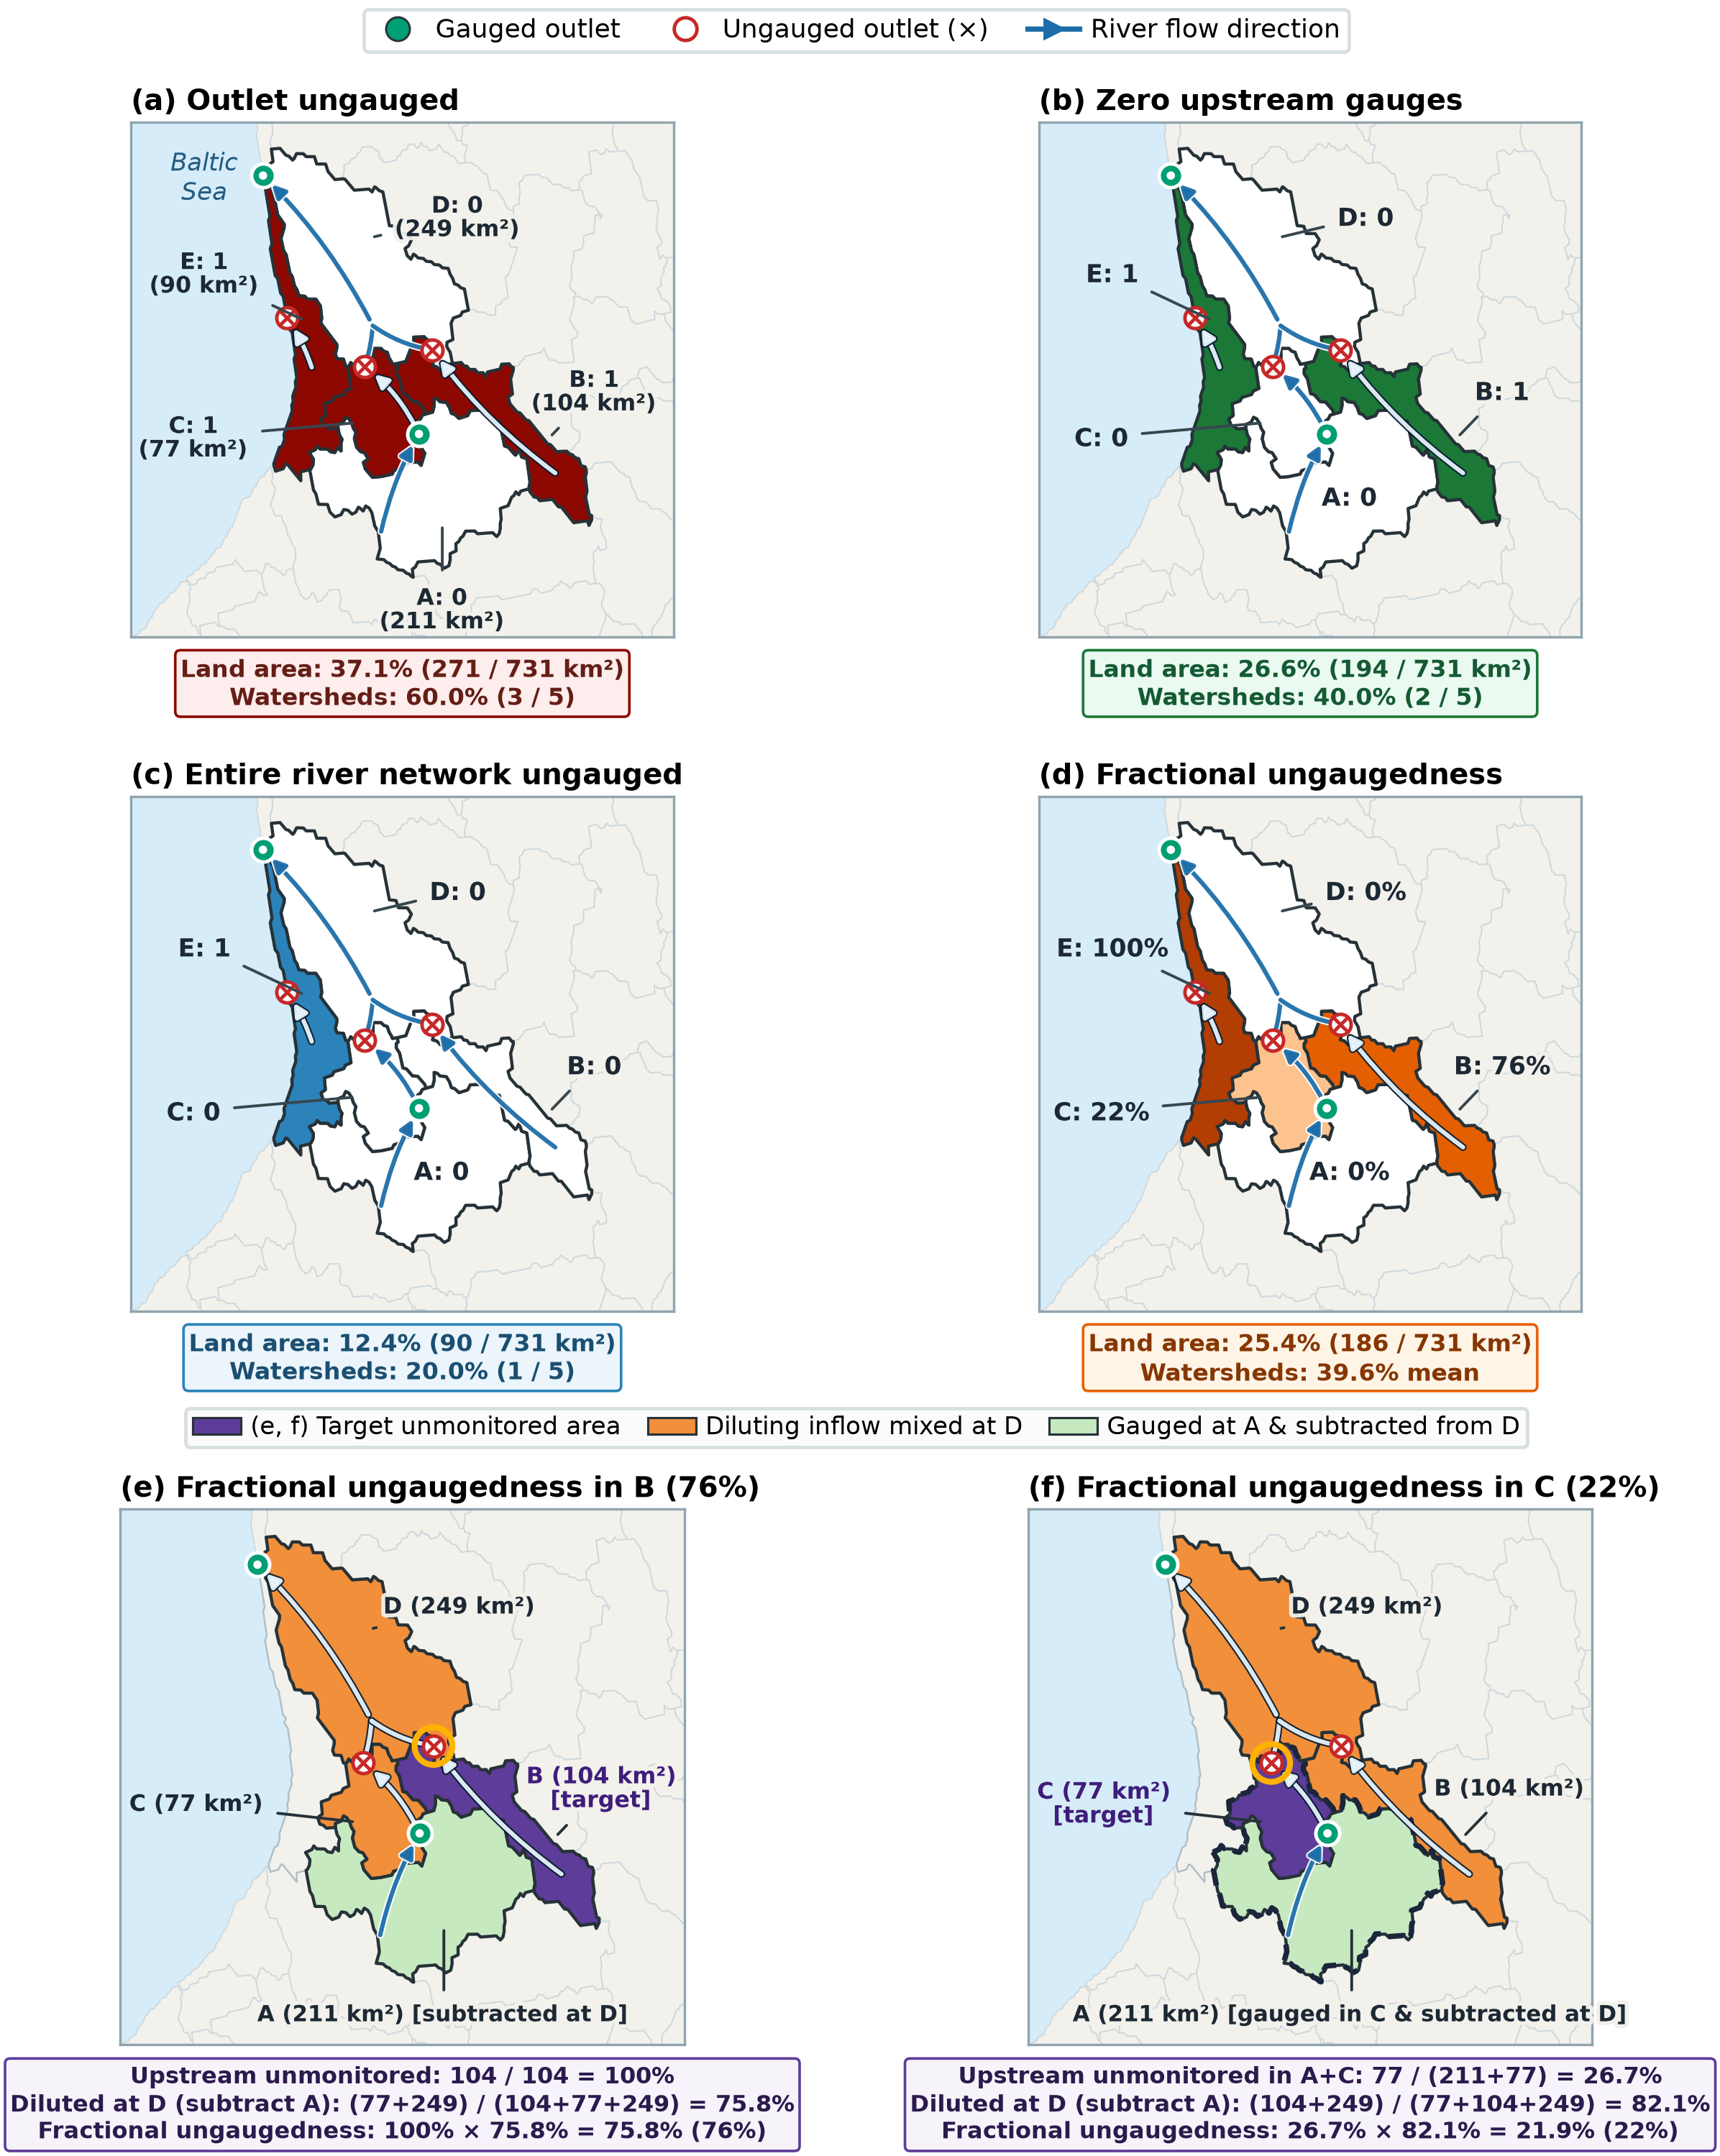 Gauged outlet
Ungauged outlet (×)
River flow direction
(a) Outlet ungauged
Baltic
Sea
D: 0
(249 km²)
E: 1
(90 km²)
B: 1
(104 km²)
C: 1
(77 km²)
A: 0
(211 km²)
Land area: 37.1% (271 / 731 km²)
Watersheds: 60.0% (3 / 5)
(b) Zero upstream gauges
D: 0
E: 1
B: 1
C: 0
A: 0
Land area: 26.6% (194 / 731 km²)
Watersheds: 40.0% (2 / 5)
(c) Entire river network ungauged
D: 0
E: 1
B: 0
C: 0
A: 0
Land area: 12.4% (90 / 731 km²)
Watersheds: 20.0% (1 / 5)
(d) Fractional ungaugedness
D: 0%
E: 100%
B: 76%
C: 22%
A: 0%
Land area: 25.4% (186 / 731 km²)
Watersheds: 39.6% mean
(e, f) Target unmonitored area
Diluting inflow mixed at D
Gauged at A & subtracted from D
(e) Fractional ungaugedness in B (76%)
D (249 km²)
B (104 km²)
[target]
C (77 km²)
A (211 km²) [subtracted at D]
Upstream unmonitored: 104 / 104 = 100%
Diluted at D (subtract A): (77+249) / (104+77+249) = 75.8%
Fractional ungaugedness: 100% × 75.8% = 75.8% (76%)
(f) Fractional ungaugedness in C (22%)
D (249 km²)
C (77 km²)
[target]
B (104 km²)
A (211 km²) [gauged in C & subtracted at D]
Upstream unmonitored in A+C: 77 / (211+77) = 26.7%
Diluted at D (subtract A): (104+249) / (77+104+249) = 82.1%
Fractional ungaugedness: 26.7% × 82.1% = 21.9% (22%)